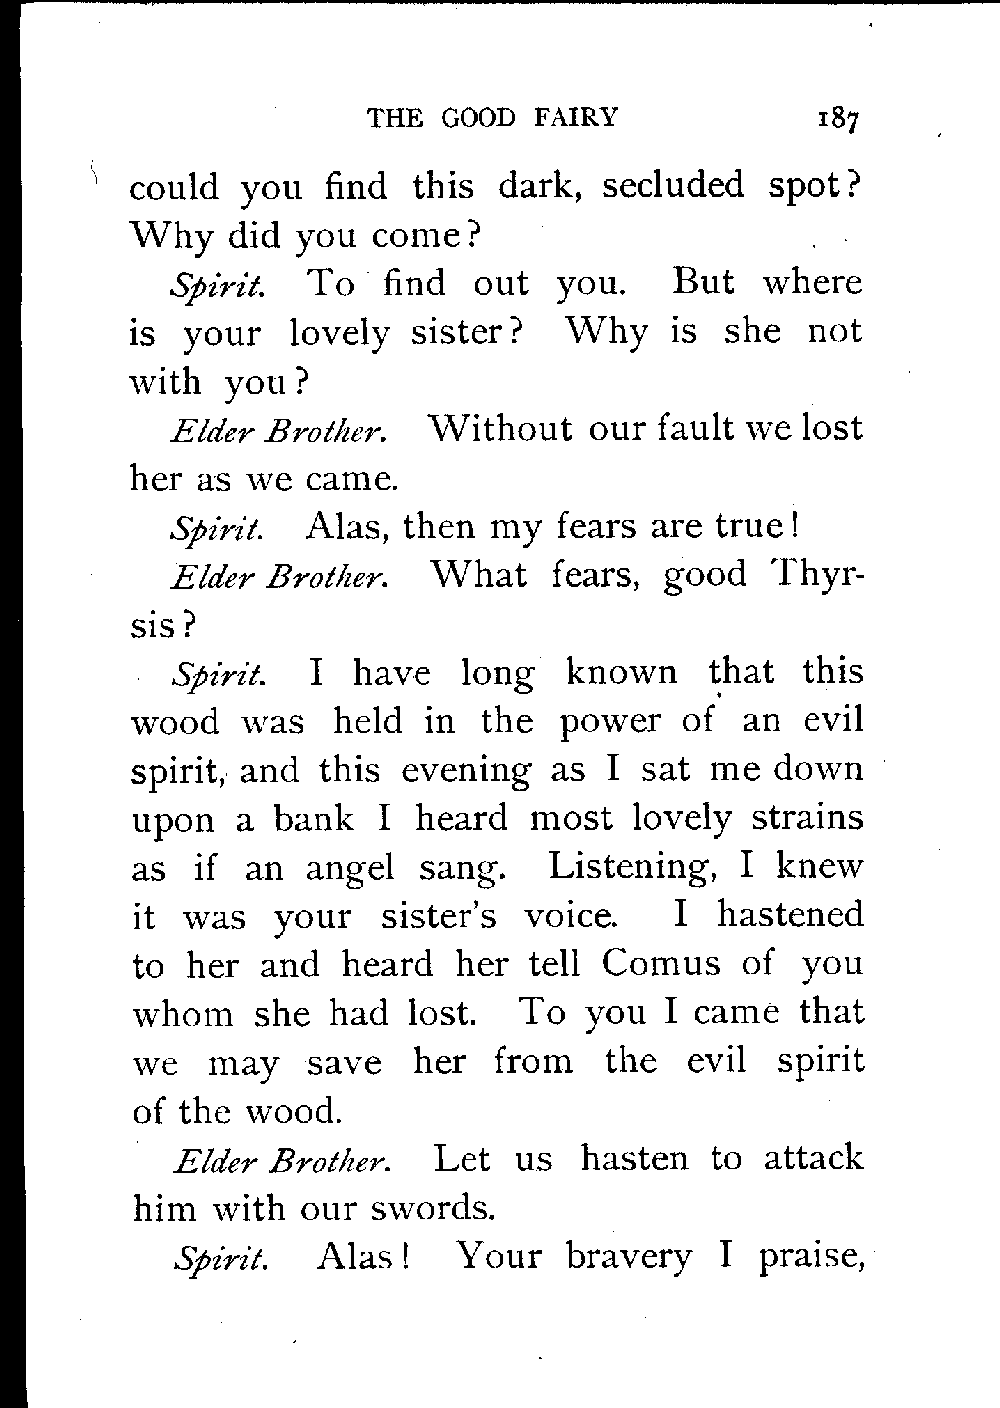 THE GOOD FAIRY 187
could you find this dark, secluded spot?
Why did you come?
Spirit. To find out you. But where
is your lovely sister? Why is she not
with you?
Elder Brother. Without our fault we lost
her as we came.
Spirit. Alas, then my fears are true!
Elder Brother. What fears, good Thyr-
sis?
Spirit. I have long known that this
wood was held in the power of an evil
spirit, and this evening as I sat me down
upon a bank I heard most lovely strains
as if an angel sang. Listening, I knew
it was your sister's voice. I hastened
to her and heard her tell Comus of you
whom she had lost. To you I came that
we may save her from the evil spirit
of the wood.
Elder Brother. Let us hasten to attack
him with our swords.
Spirit. Alas! Your bravery I praise,